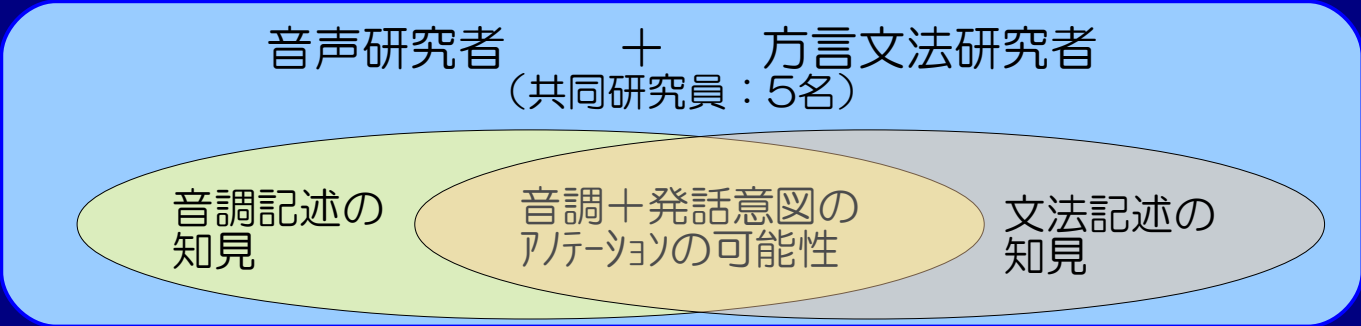 音声研究者　　＋　　方言文法研究者
（共同研究員：5名）
音調記述の
知見
音調＋発話意図の
ｱﾉﾃｰｼｮﾝの可能性
文法記述の
知見